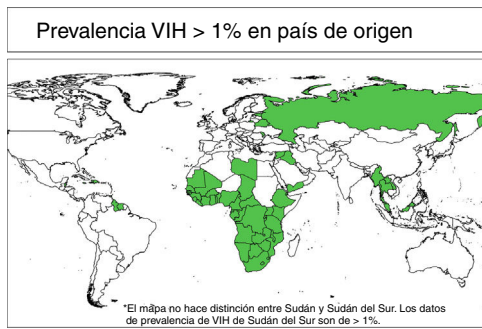 Prevalencia VIH > 1% en país de origen
*El mapa no hace distinción entre Sudán y Sudán del Sur. Los datos
de prevalencia de VIH de Sudán del Sur son de > 1%.